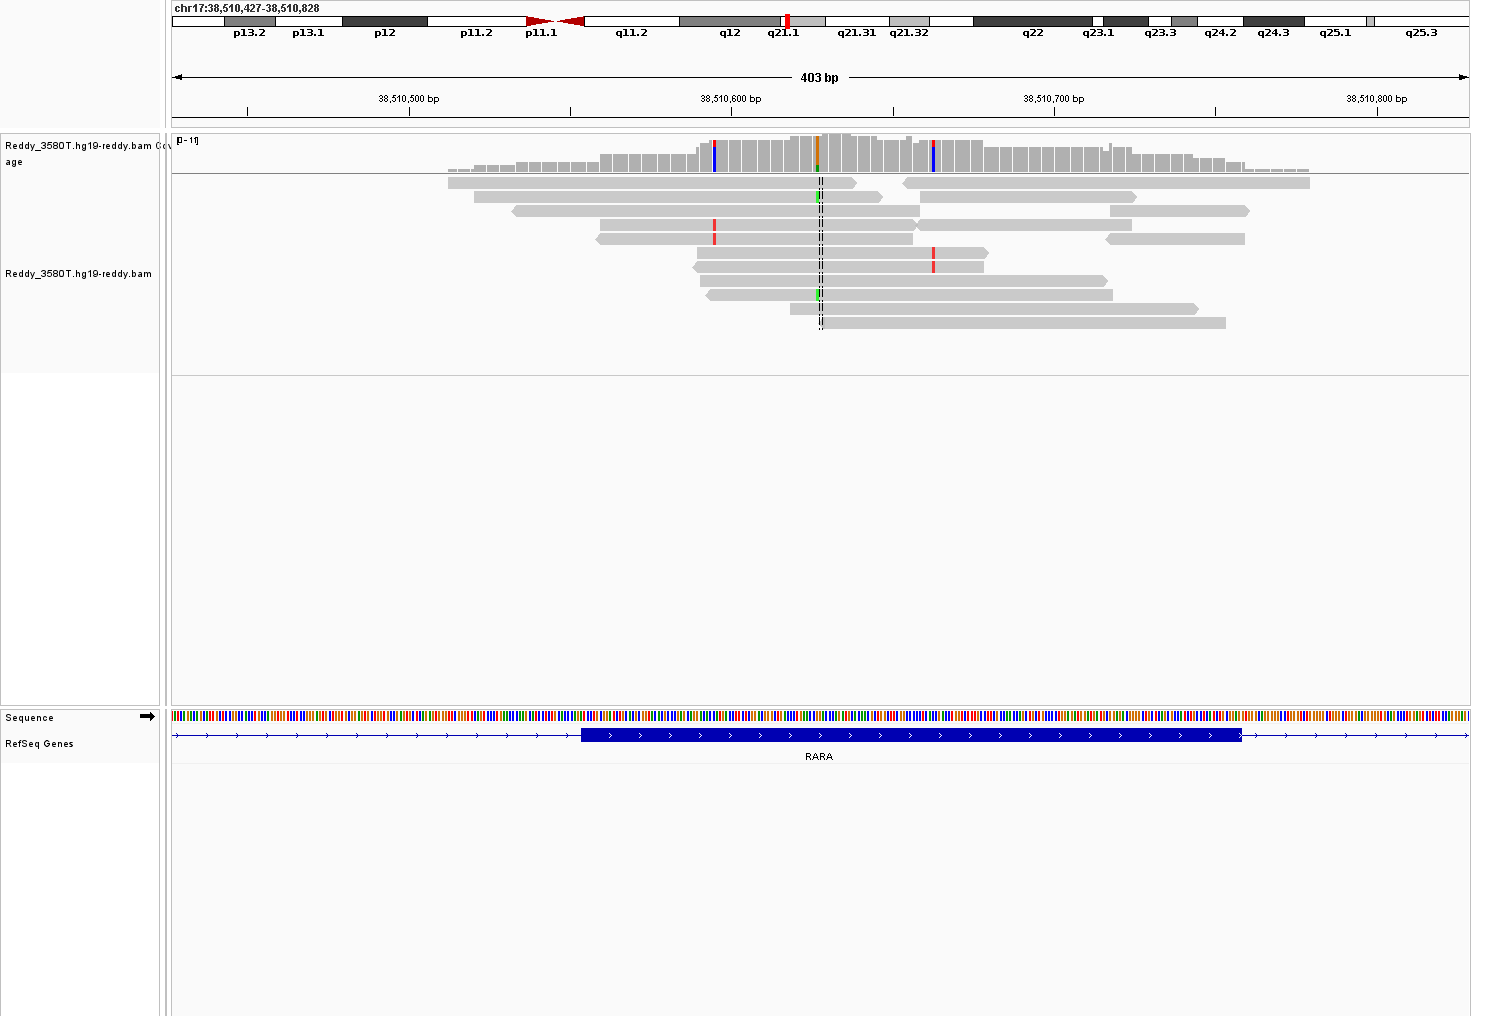 chr17:38,510,427-38,510,828
p13.2 p13.1 p12 p11.2 p11.1 q11.2 q12 q21.1 q21.31 q21.32 q22 q23.1 q23.3 q24.2 q24.3 q25.1 q25.3
403 bp
38,510,500 bp 38,510,600 bp 38,510,700 bp 38,510,800 bp
Reddy_3580T.hg19-reddy.bam Cov
age
[0 - 11]
Reddy_3580T.hg19-reddy.bam
Sequence
RefSeq Genes
RARA